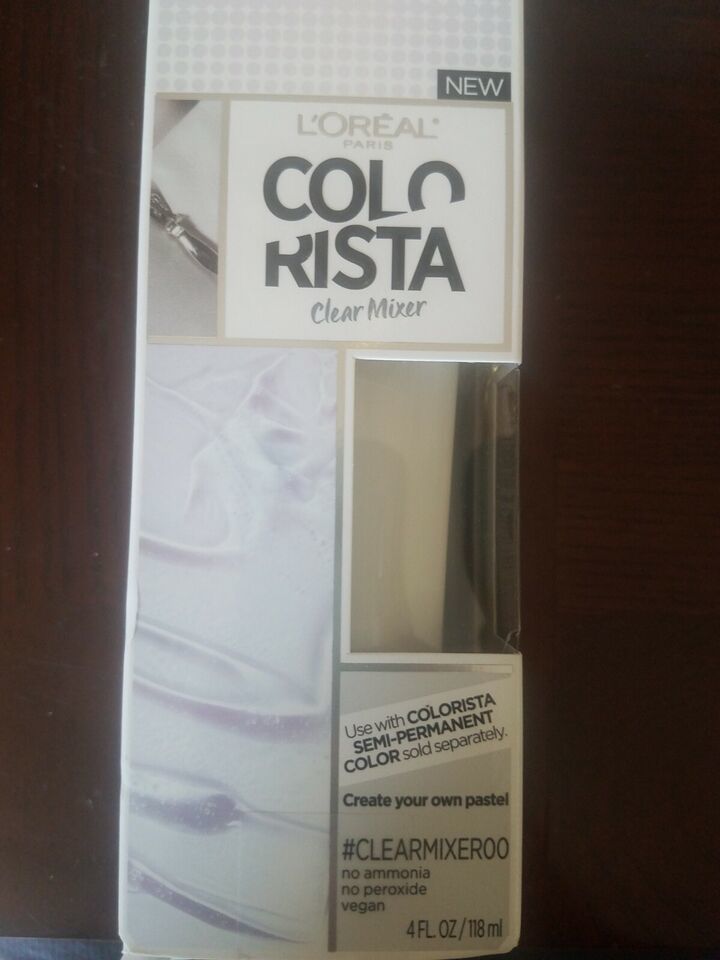 NEW
L'ORÉAL®
PARIS
COLO
RISTA
Clear Mixer
Use with COLORISTA
SEMI-PERMANENT
COLOR sold separately.
Create your own pastel
#CLEARMIXER00
no ammonia
no peroxide
vegan
4 FL. OZ / 118 ml